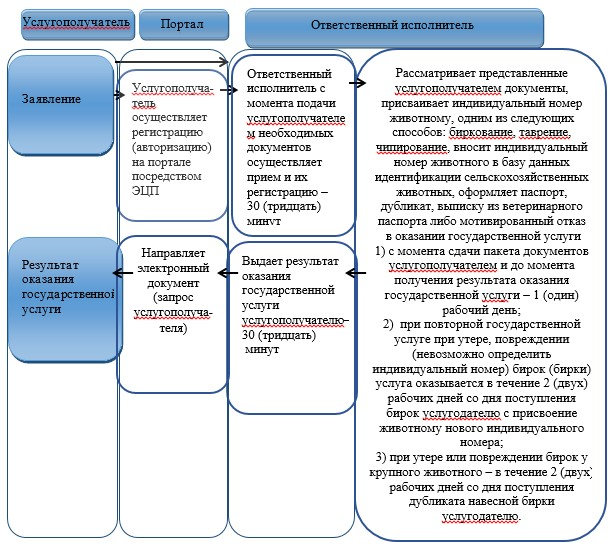 Услугополучатель
Портал
Ответственный исполнитель
Заявление
Услугополуча-
тель
осуществляет
регистрацию
(авторизацию)
на портале
посредством
ЭЦП
Ответственный
исполнитель с
момента подачи
услугополучателе
м необходимых
документов
осуществляет
прием и их
регистрацию –
30 (тридцать)
минут
Рассматривает представленные
услугополучателем документы,
присваивает индивидуальный номер
животному, одним из следующих
способов: биркование, таврение,
чипирование, вносит индивидуальный
номер животного в базу данных
идентификации сельскохозяйственных
животных, оформляет паспорт,
дубликат, выписку из ветеринарного
паспорта либо мотивированный отказ
в оказании государственной услуги
1) с момента сдачи пакета документов
услугополучателем и до момента
получения результата оказания
государственной услуги – 1 (один)
рабочий день;
2) при повторной государственной
услуге при утере, повреждении
(невозможно определить
индивидуальный номер) бирок (бирки)
услуга оказывается в течение 2 (двух)
рабочих дней со дня поступления
бирок услугодателю с присвоение
животному нового индивидуального
номера;
3) при утере или повреждении бирок у
крупного животного – в течение 2 (двух)
рабочих дней со дня поступления
дубликата навесной бирки
услугодателю.
Результат
оказания
государственной
услуги
Направляет
электронный
документ
(запрос
услугополуча-
теля)
Выдает результат
оказания
государственной
услуги
услугополучателю–
30 (тридцать)
минут